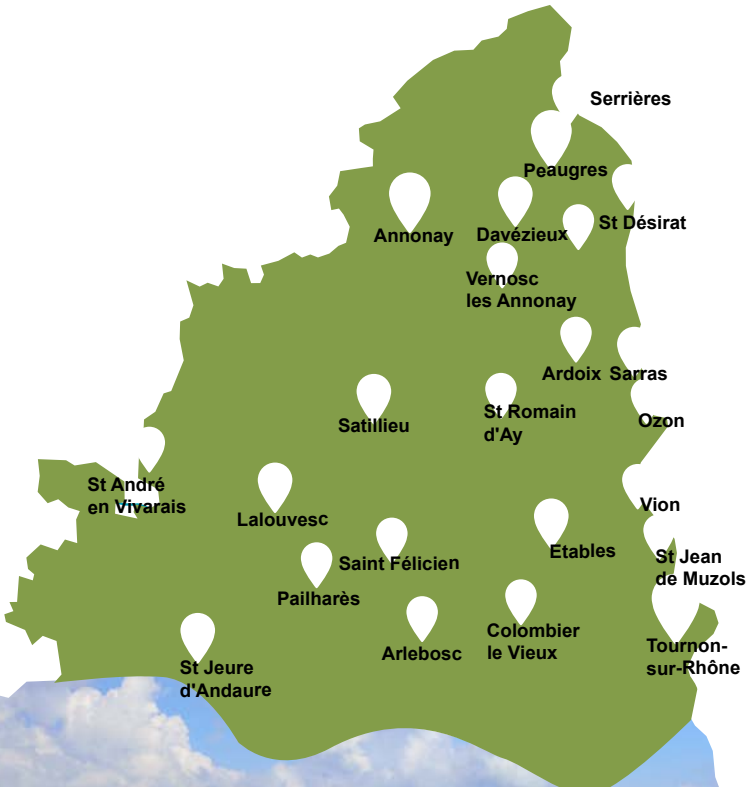 Serrières
Peaugres
St Désirat
Annonay
Davézieux
Vernosc
les Annonay
Ardoix
Sarras
Satillieu
St Romain
d'Ay
Ozon
St André
en Vivarais
Lalouvesc
Vion
Saint Félicien
Etables
St Jean
de Muzols
Pailharès
Arlebosc
Colombier
le Vieux
Tournon-
sur-Rhône
St Jeure
d'Andaure